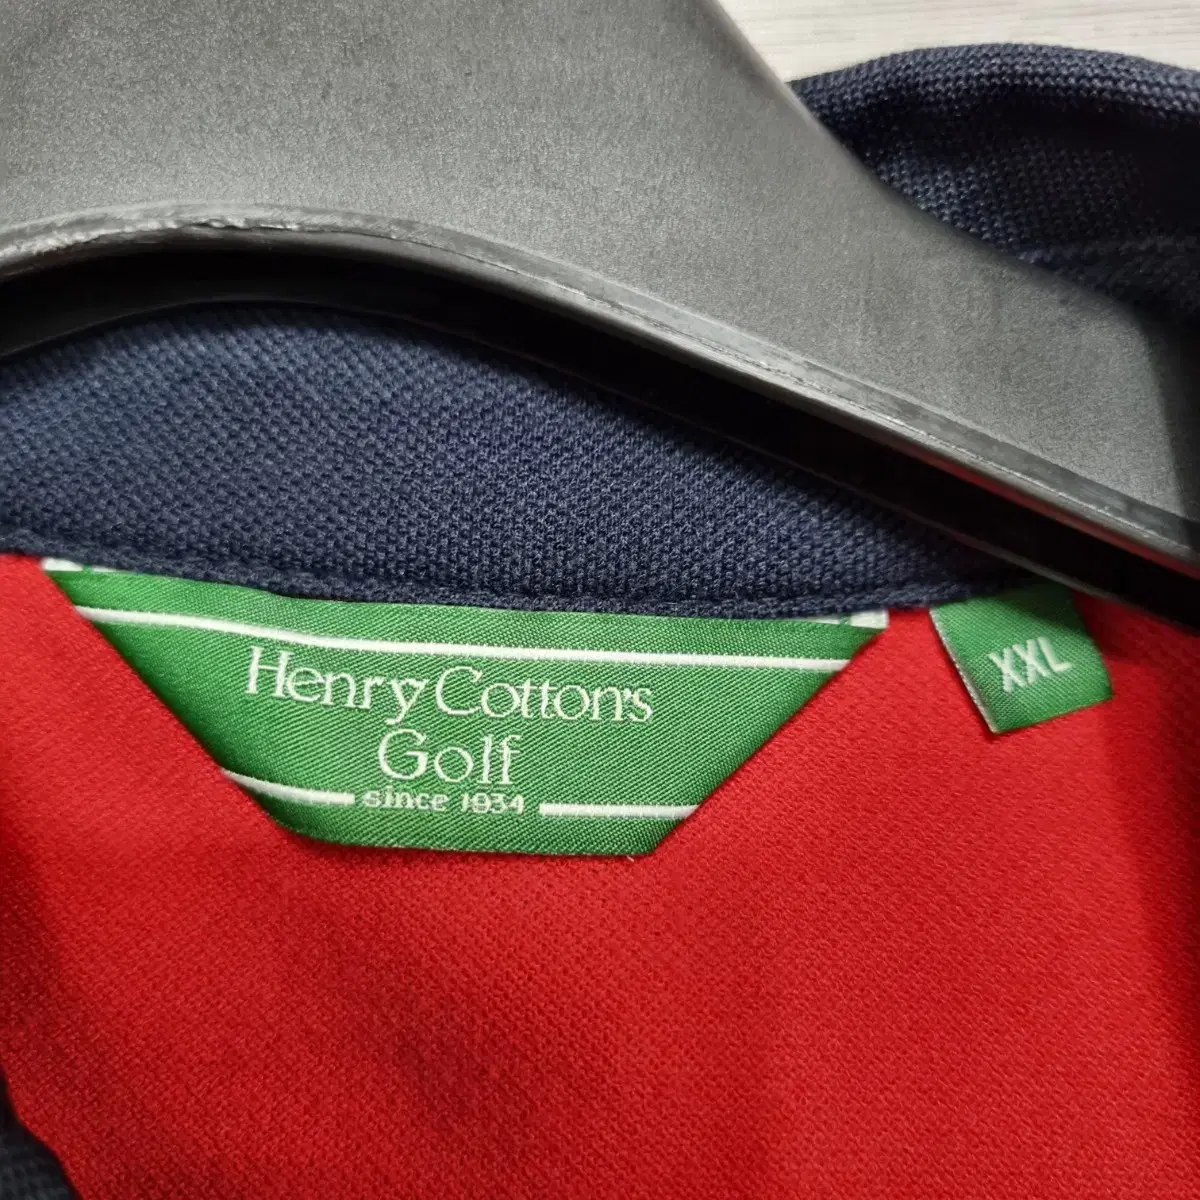 Henry Cotton's
Golf
since 1934
XXL